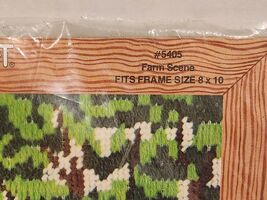 #5405
Farm Scene
FITS FRAME SIZE 8 x 10